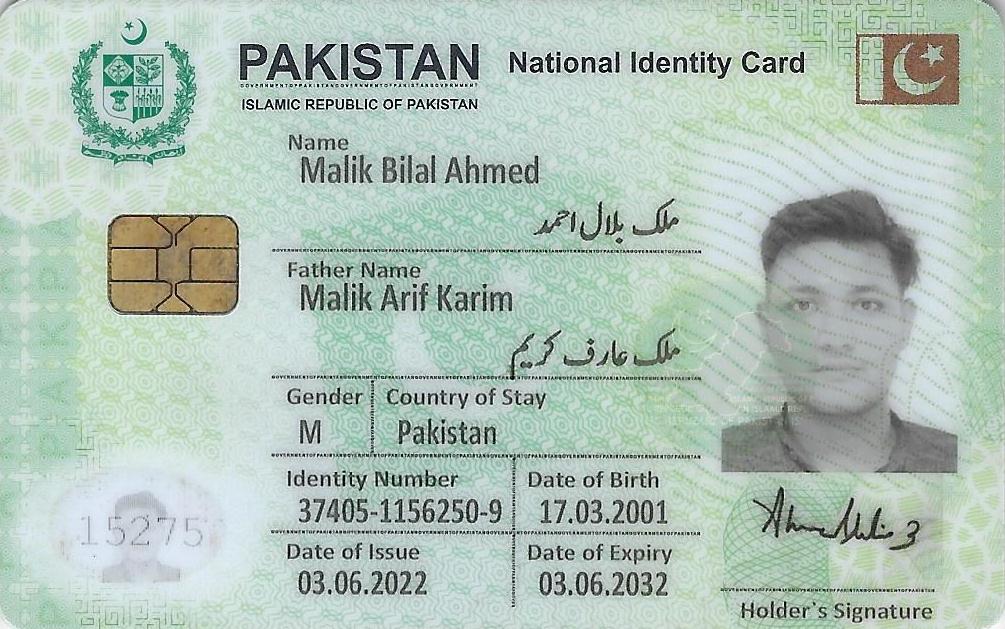 PAKISTAN National Identity Card
ISLAMIC REPUBLIC OF PAKISTAN
Name
Malik Bilal Ahmed
ملک بلال احمد
Father Name
Malik Arif Karim
ملک عارف کریم
Gender Country of Stay
M Pakistan
Identity Number Date of Birth
37405-1156250-9 17.03.2001
Date of Issue Date of Expiry
03.06.2022 03.06.2032
15275
Holder`s Signature